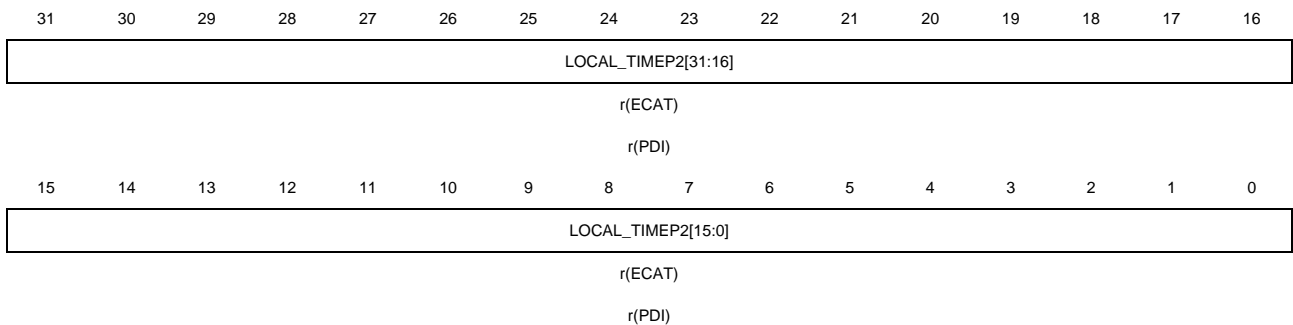 31 30 29 28 27 26 25 24 23 22 21 20 19 18 17 16
LOCAL_TIMEP2[31:16]
r(ECAT)
r(PDI)
15 14 13 12 11 10 9 8 7 6 5 4 3 2 1 0
LOCAL_TIMEP2[15:0]
r(ECAT)
r(PDI)